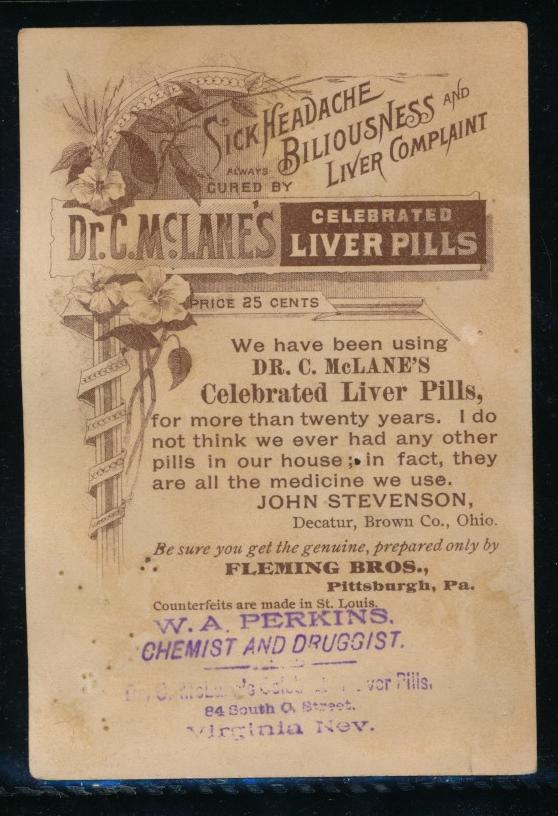 SICK HEADACHE
BILIOUSNESS AND
LIVER COMPLAINT
ALWAYS
CURED BY
Dr. C. McLANE'S
CELEBRATED
LIVER PILLS
PRICE 25 CENTS
We have been using
DR. C. McLANE'S
Celebrated Liver Pills,
for more than twenty years. I do
not think we ever had any other
pills in our house; in fact, they
are all the medicine we use.
JOHN STEVENSON,
Decatur, Brown Co., Ohio.
Be sure you get the genuine, prepared only by
FLEMING BROS.,
Pittsburgh, Pa.
Counterfeits are made in St. Louis.
W. A. PERKINS.
CHEMIST AND DRUGGIST.
Dr. C. McLane's Liver Pills,
84 South C. Street.
Virginia Nev.